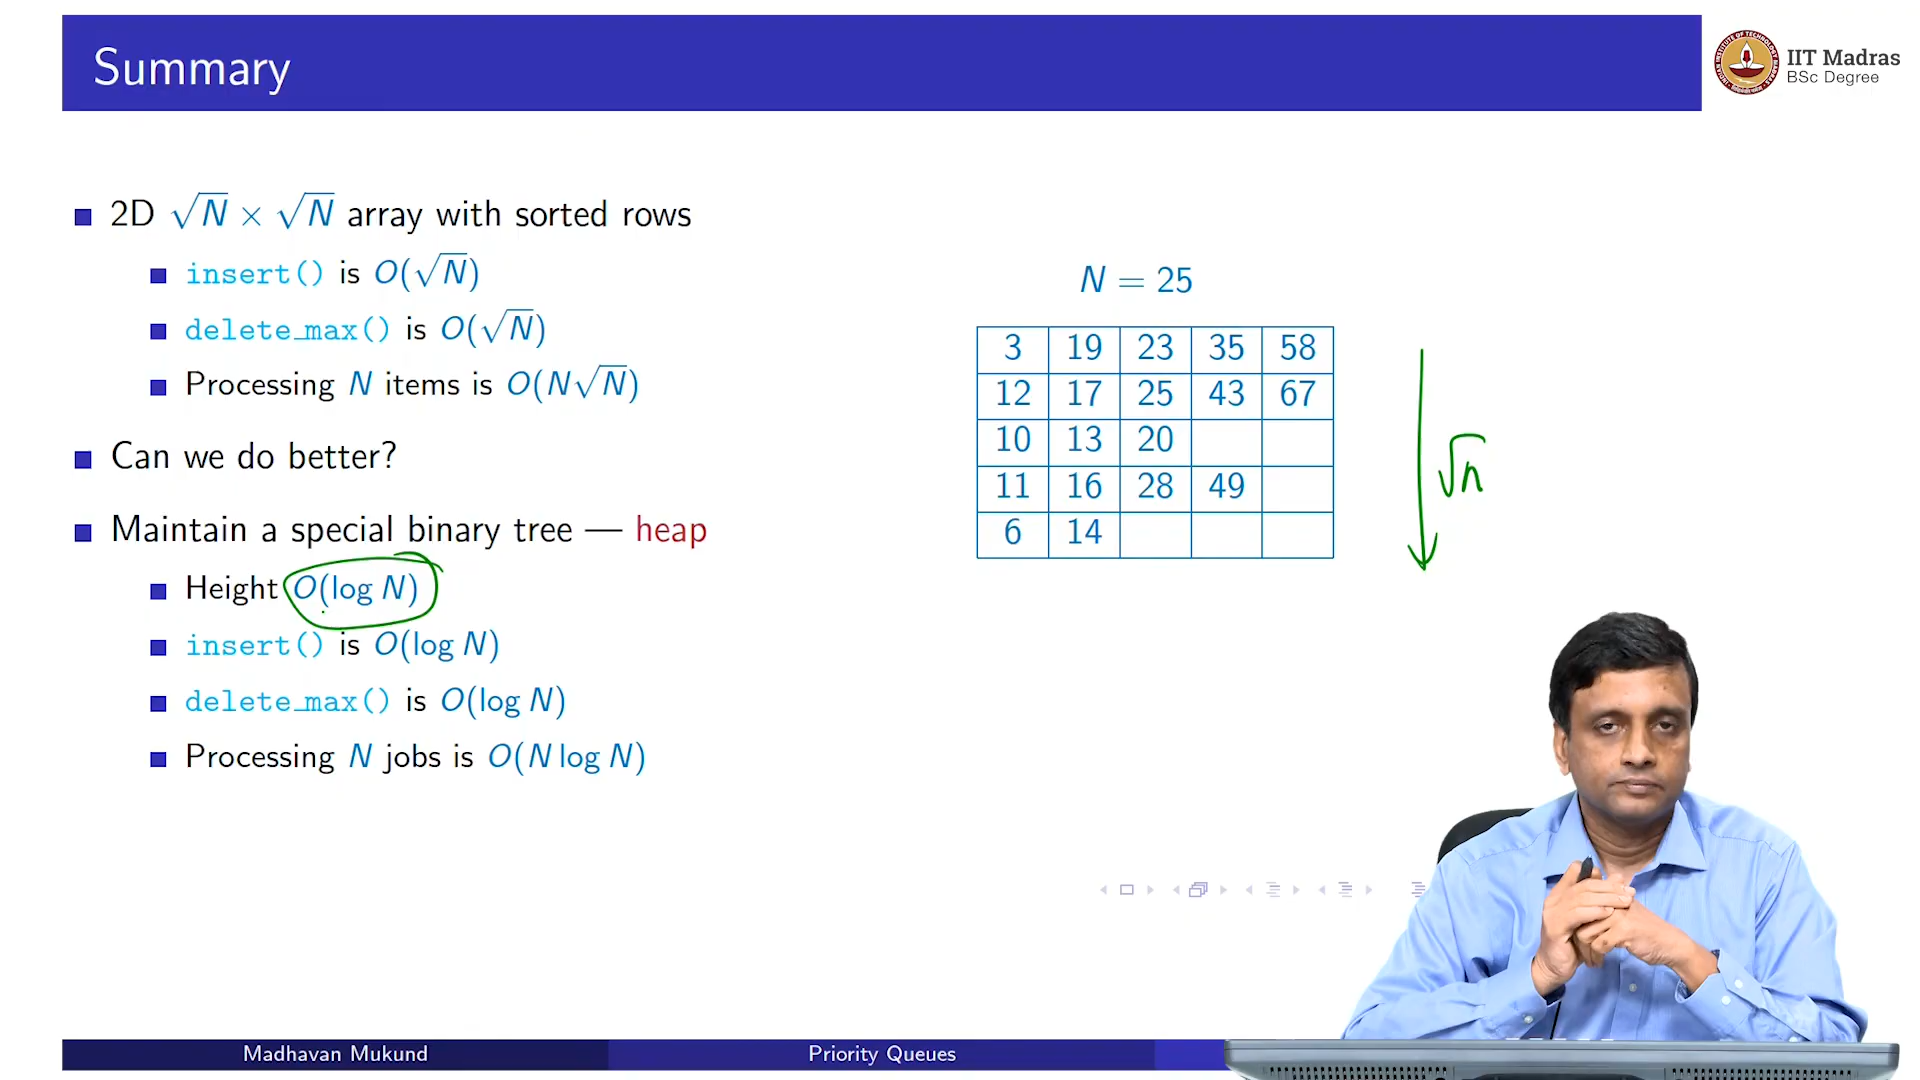 Summary
IIT Madras
BSc Degree
2D √N × √N array with sorted rows
insert() is O(√N)
delete_max() is O(√N)
Processing N items is O(N√N)
Can we do better?
Maintain a special binary tree — heap
Height O(log N)
insert() is O(log N)
delete_max() is O(log N)
Processing N jobs is O(N log N)
N = 25
3 19 23 35 58
12 17 25 43 67
10 13 20
11 16 28 49
6 14
√n
Madhavan Mukund
Priority Queues